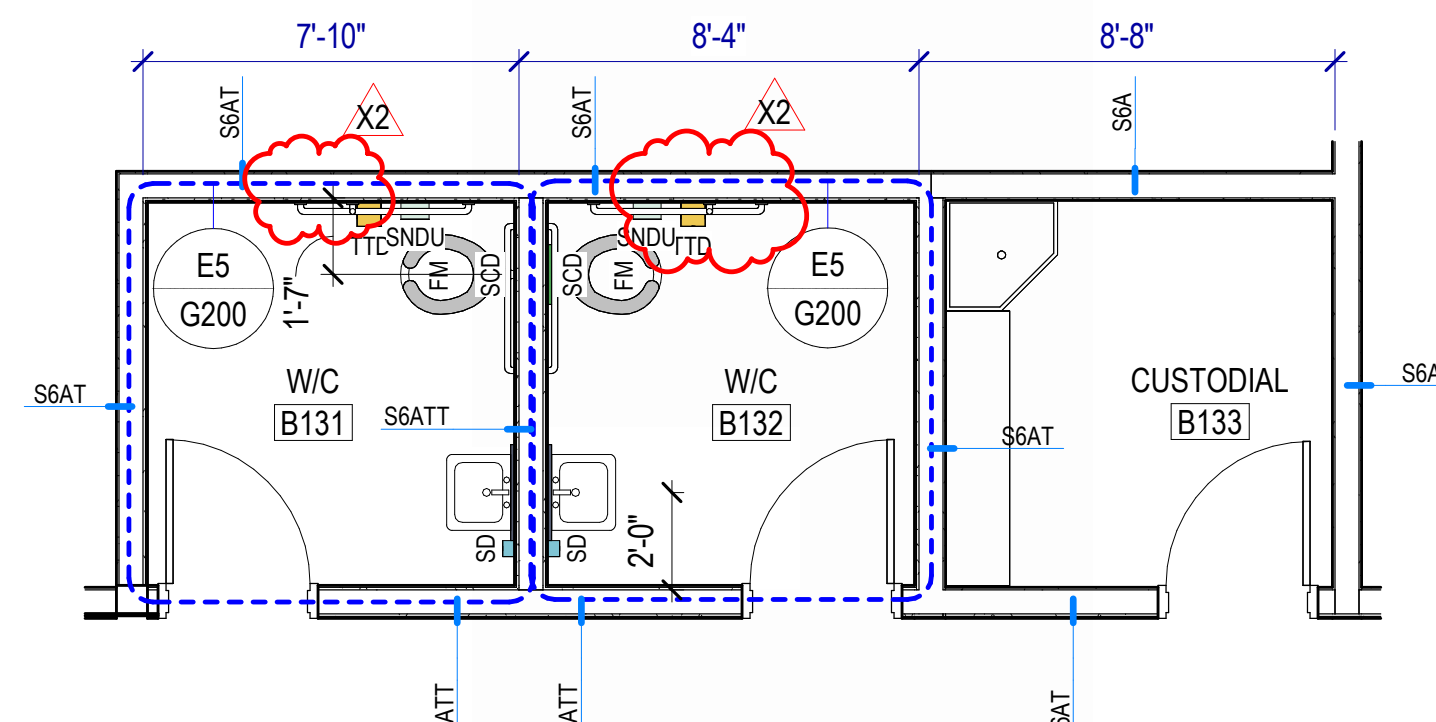 7'-10"
8'-4"
8'-8"
S6AT
X2
S6AT
X2
S6A
TTD
SNDU
SNDU
TTD
E5
G200
FM
SCD
SCD
FM
E5
G200
1'-7"
W/C
B131
W/C
B132
CUSTODIAL
B133
S6AT
S6ATT
S6AT
SD
SD
2'-0"